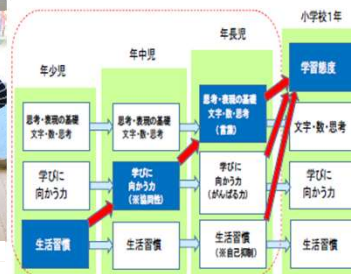 小学校1年
年長児
年中児
年少児
学習態度
思考・表現の基礎
文字・数・思考
思考・表現の基礎
文字・数・思考
思考・表現の基礎
文字・数・思考
(言葉)
文字・数・思考
学びに
向かう力
学びに
向かう力
(※協同性)
学びに
向かう力
(がんばる力)
学びに
向かう力
生活習慣
生活習慣
生活習慣
(※自己抑制)
生活習慣